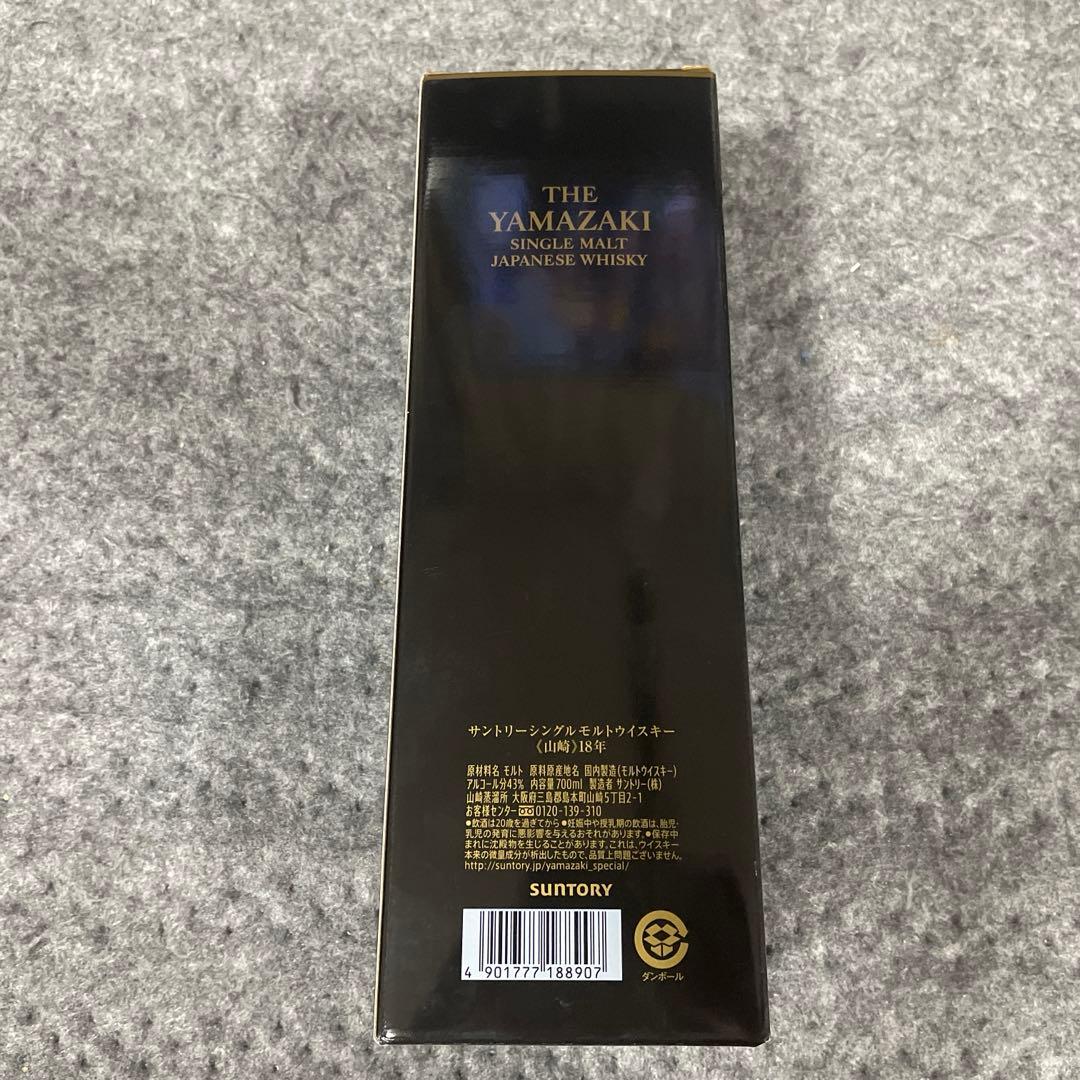 THE
YAMAZAKI
SINGLE MALT
JAPANESE WHISKY
サントリーシングルモルトウイスキー
《山崎》18年
原材料名 モルト 原料原産地名 国内製造(モルトウイスキー)
アルコール分43% 内容量700ml 製造者 サントリー(株)
山崎蒸溜所 大阪府三島郡島本町山崎5丁目2-1
お客様センター 0120-139-310
●飲酒は20歳を過ぎてから ●妊娠中や授乳期の飲酒は、胎児・
乳児の発育に悪影響を与えるおそれがあります。●保存中
まれに沈殿物を生じることがあります。これは、ウイスキー
本来の微量成分が析出したもので、品質上問題ございません。
http://suntory.jp/yamazaki_special/
SUNTORY
4 901777 188907
ダンボール